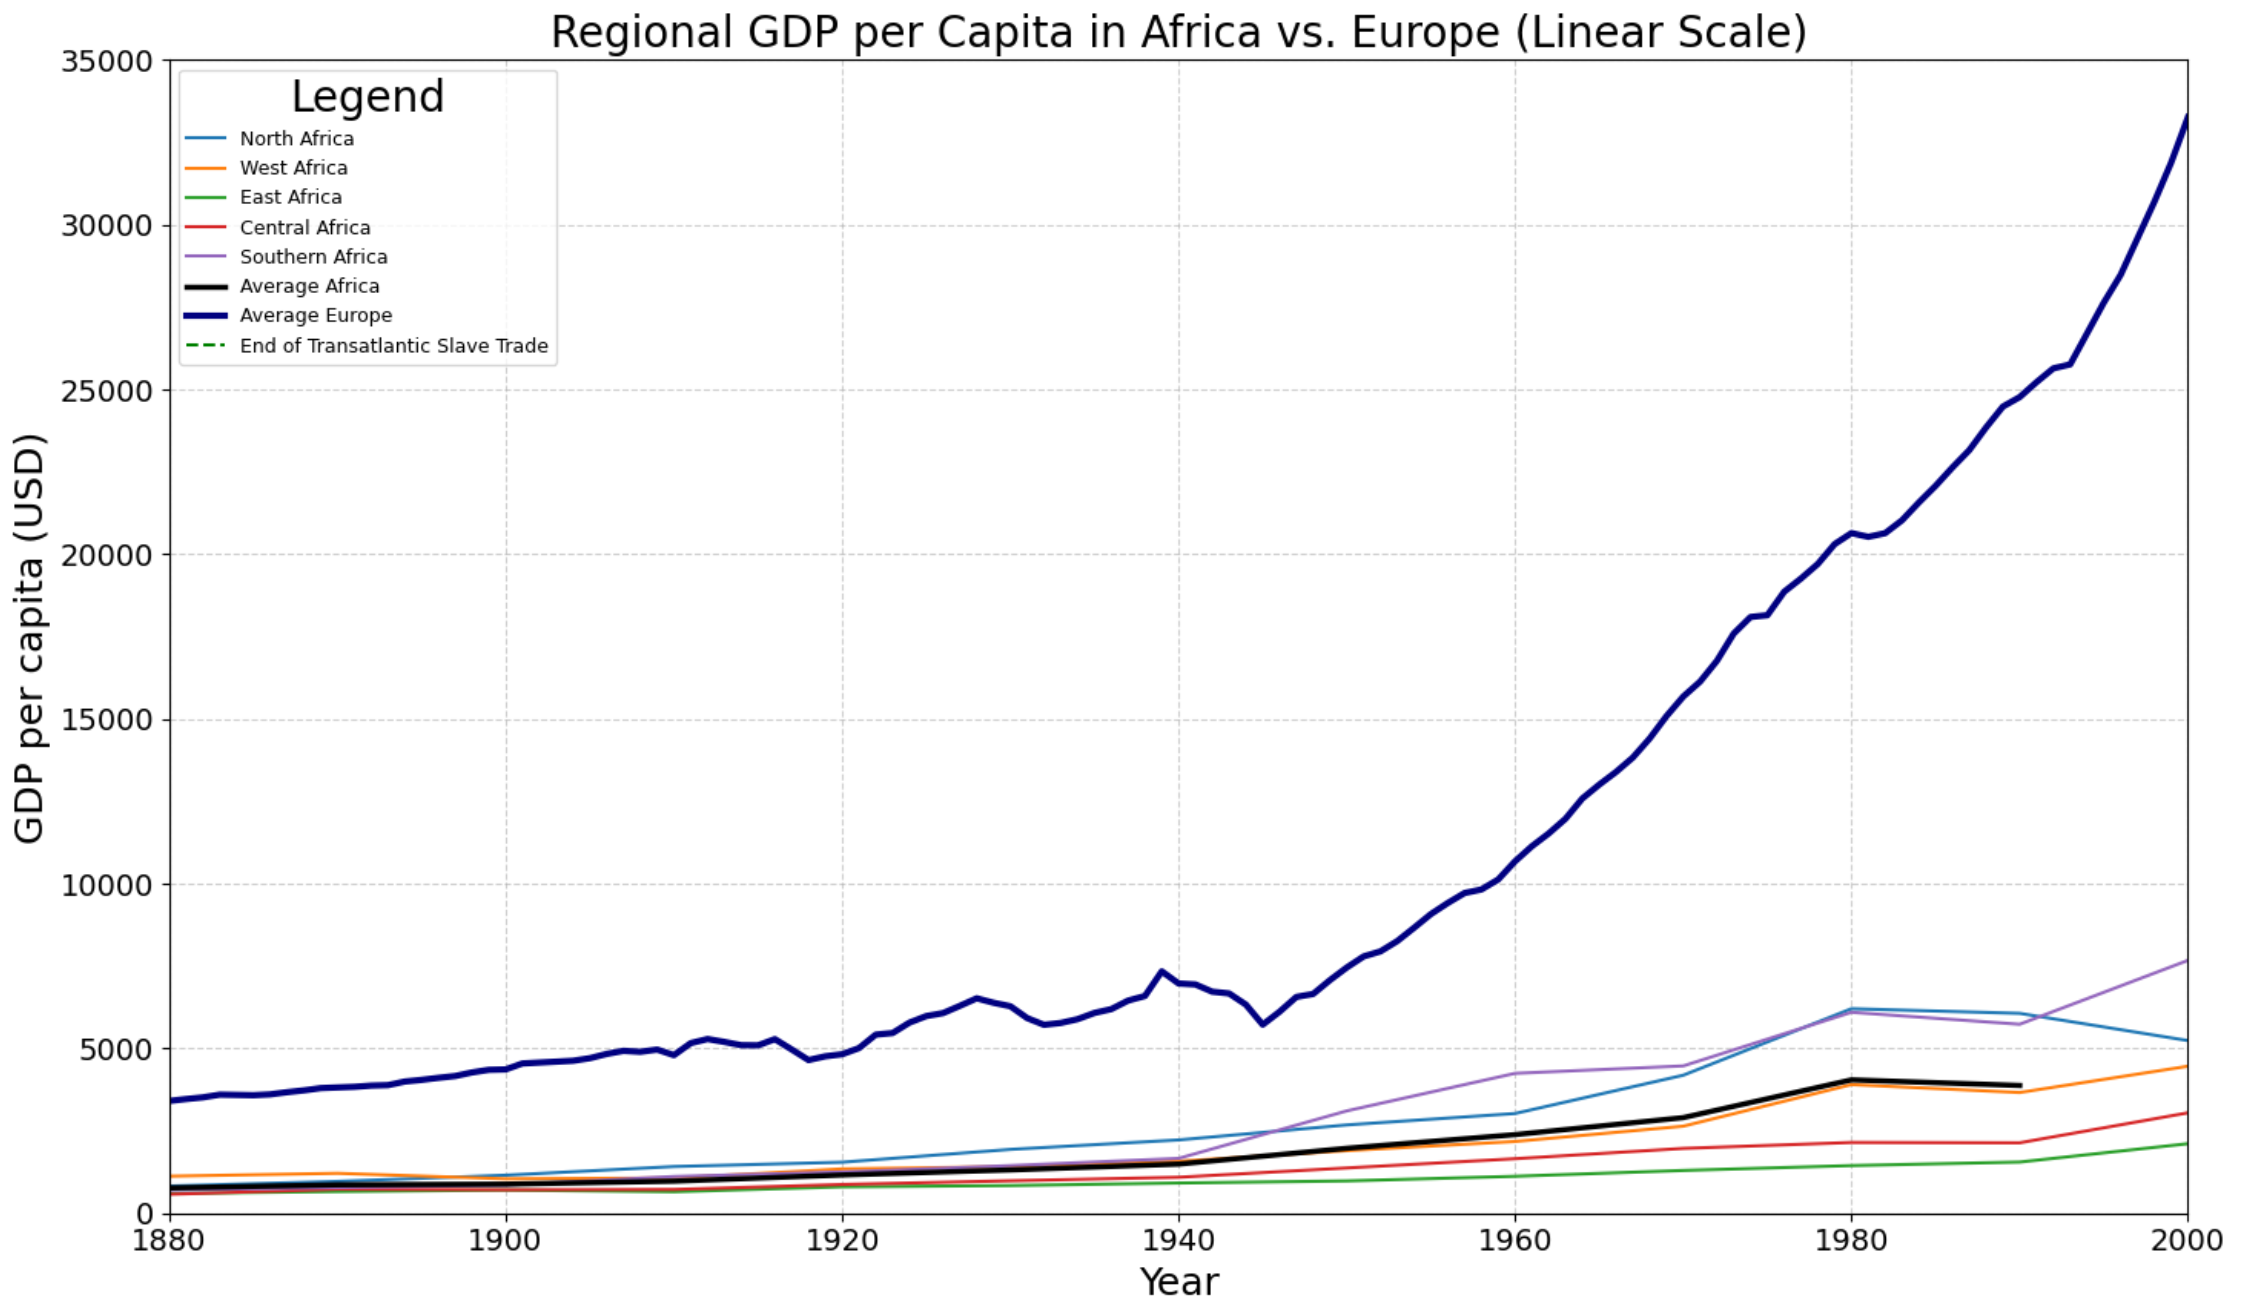 Regional GDP per Capita in Africa vs. Europe (Linear Scale)
35000
30000
25000
20000
15000
10000
5000
0
GDP per capita (USD)
Legend
North Africa
West Africa
East Africa
Central Africa
Southern Africa
Average Africa
Average Europe
End of Transatlantic Slave Trade
1880 1900 1920 1940 1960 1980 2000
Year